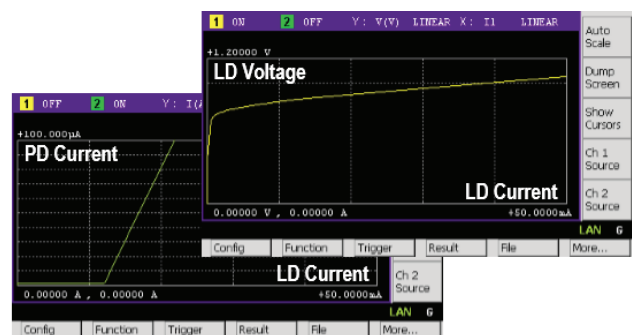 1 ON 2 OFF Y: V(V) LINEAR X: I1 LINEAR
+1.20000 V
LD Voltage
LD Current
0.00000 V , 0.00000 A +50.0000mA
Auto
Scale
Dump
Screen
Show
Cursors
Ch 1
Source
Ch 2
Source
LAN G
Config Function Trigger Result File More...
1 OFF 2 ON Y: I(A
+100.000µA
PD Current
LD Current
0.00000 A , 0.00000 A +50.0000mA
Ch 2
Source
LAN G
Config Function Trigger Result File More...